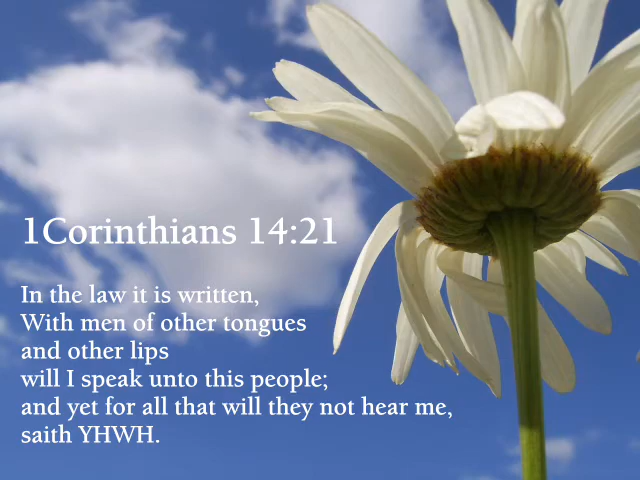 1Corinthians 14:21
In the law it is written,
With men of other tongues
and other lips
will I speak unto this people;
and yet for all that will they not hear me,
saith YHWH.